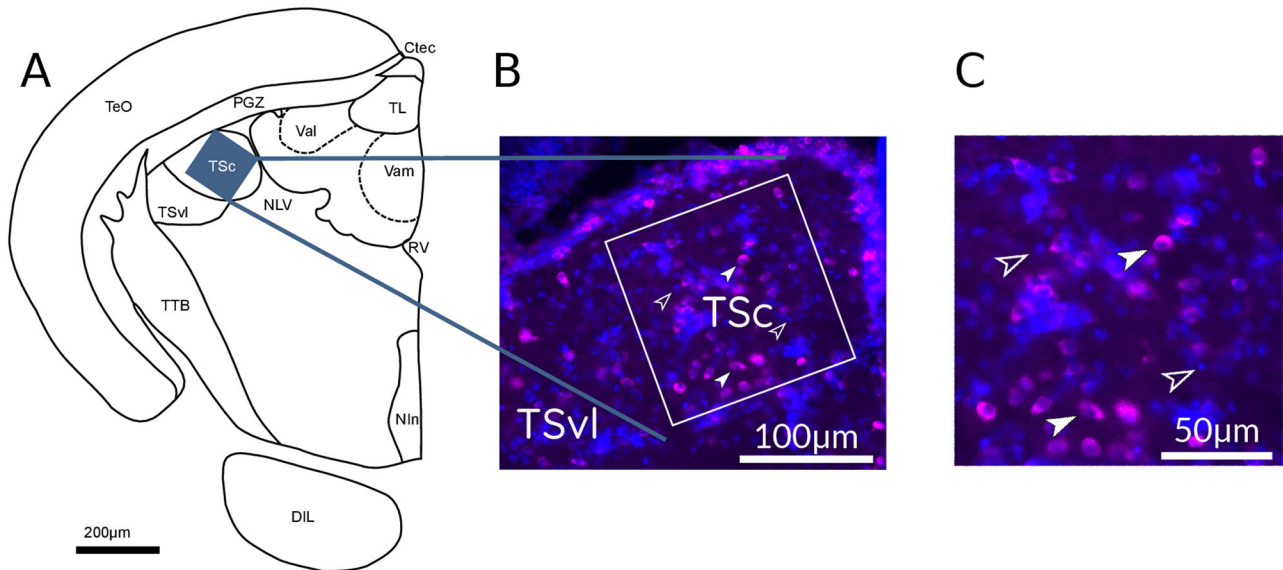 A
Ctec
TeO
PGZ
TL
Val
TSc
Vam
TSvl
NLV
RV
TTB
NIn
DIL
200µm
B
TSc
TSvl
100µm
C
50µm